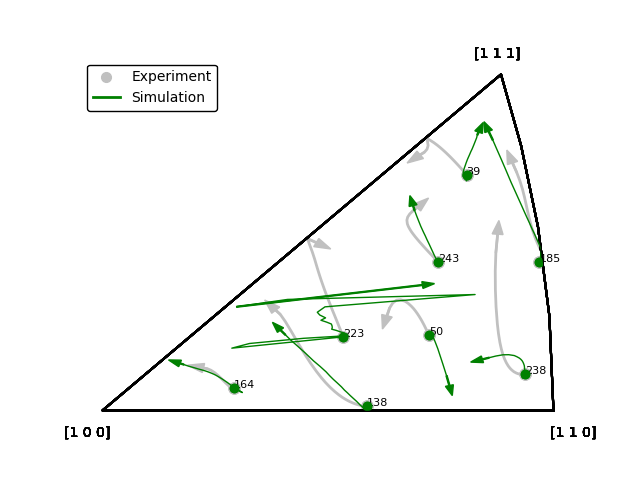 [1 1 1]
Experiment
Simulation
39
243
185
223
50
238
164
138
[1 0 0]
[1 1 0]